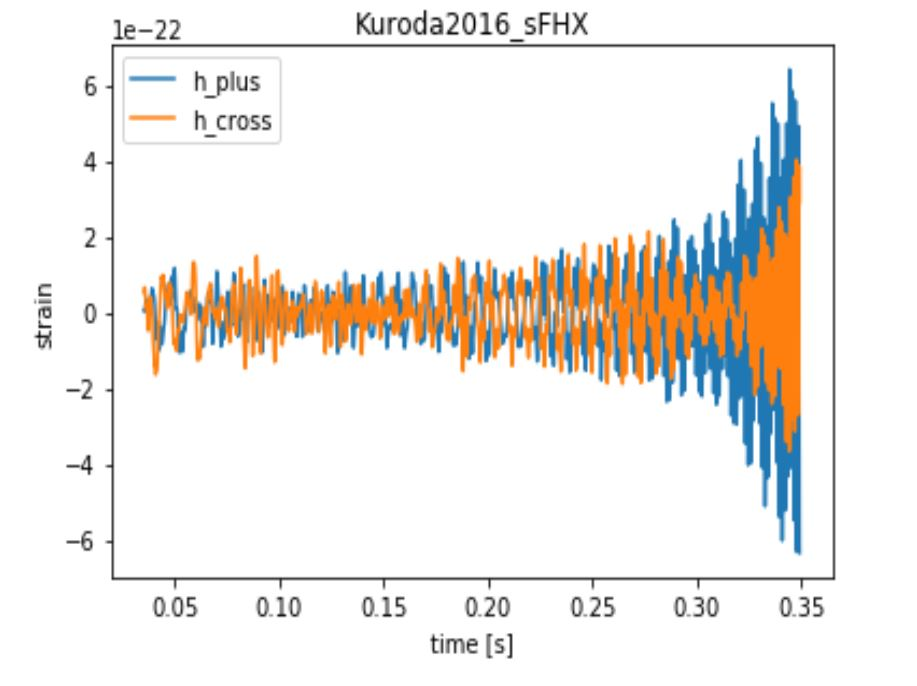 Kuroda2016_sFHX
1e−22
h_plus
h_cross
6
4
2
0
−2
−4
−6
strain
0.05 0.10 0.15 0.20 0.25 0.30 0.35
time [s]